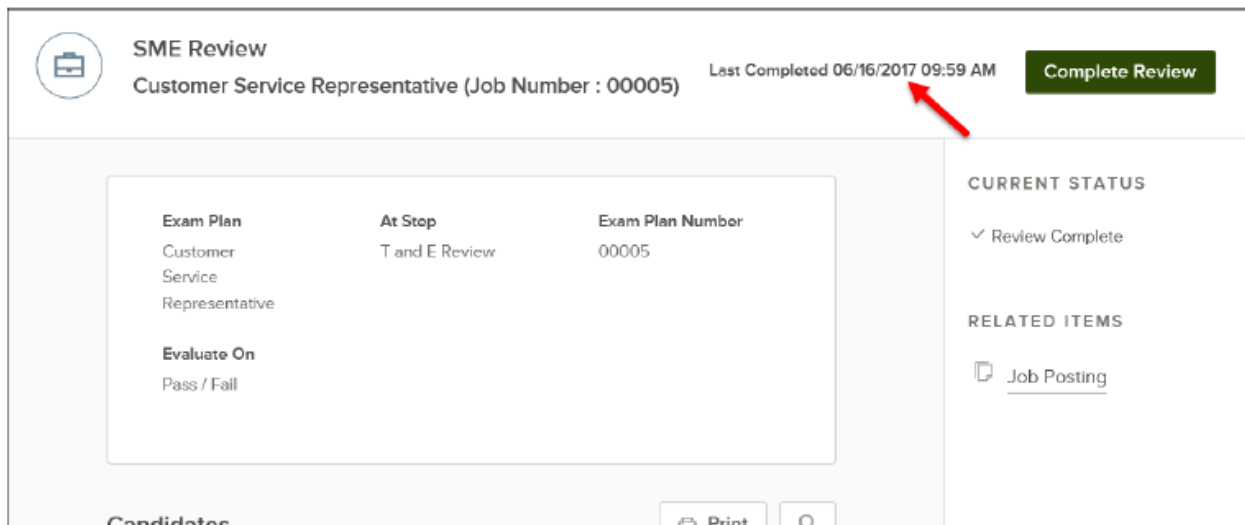 SME Review
Customer Service Representative (Job Number : 00005)
Last Completed 06/16/2017 09:59 AM
Complete Review
Exam Plan
Customer
Service
Representative
At Stop
T and E Review
Exam Plan Number
00005
Evaluate On
Pass / Fail
CURRENT STATUS
Review Complete
RELATED ITEMS
Job Posting
Candidates
Print